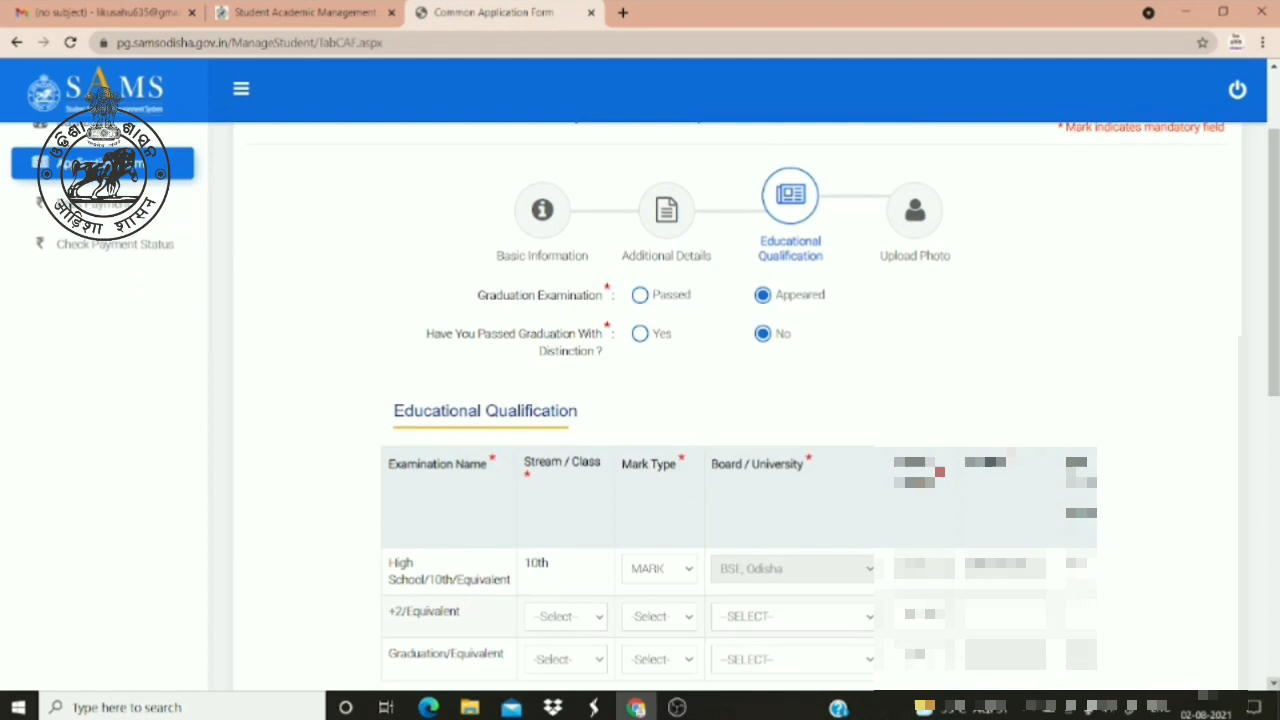 (no subject) - likusahu635@gma
Student Academic Management
Common Application Form
pg.samsodisha.gov.in/ManageStudent/TabCAF.aspx
SAMS
ଓଡ଼ିଶା ଶାସନ
ओड़िशा शासन
Check Payment Status
* Mark indicates mandatory field
Basic Information
Additional Details
Educational
Qualification
Upload Photo
Graduation Examination * : Passed Appeared
Have You Passed Graduation With * : Yes No
Distinction ?
Educational Qualification
Examination Name * Stream / Class * Mark Type * Board / University *
High
School/10th/Equivalent
10th
MARK
BSE, Odisha
+2/Equivalent
--Select--
-Select-
--SELECT--
Graduation/Equivalent
-Select-
-Select-
--SELECT--
Type here to search
02-08-2021